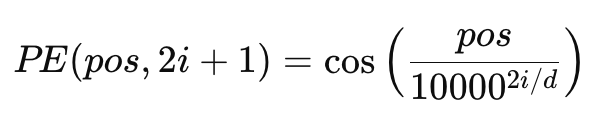 PE(pos, 2i + 1) = cos(pos / 10000^{2i/d})